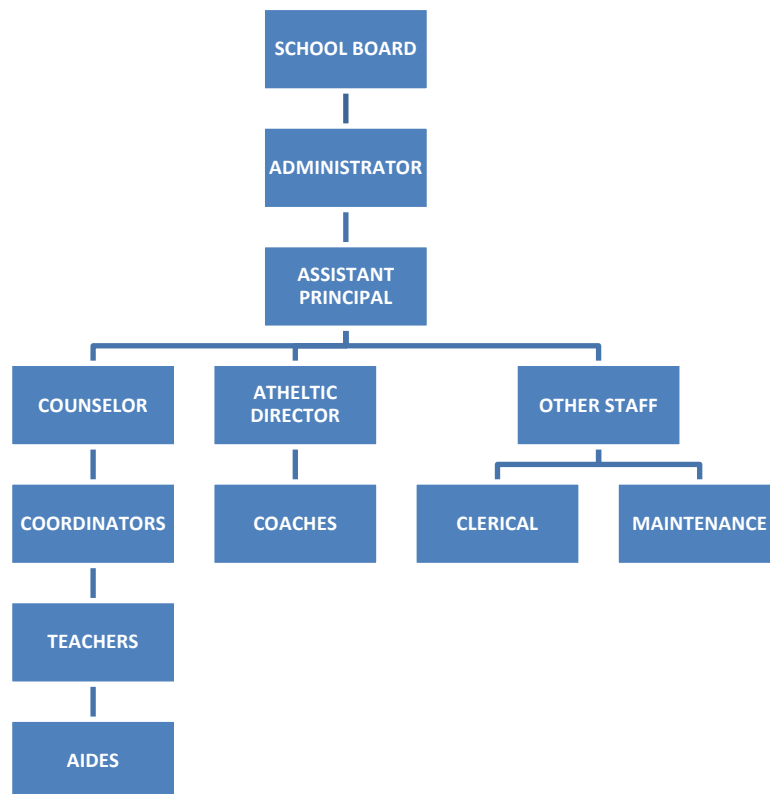 SCHOOL BOARD
ADMINISTRATOR
ASSISTANT
PRINCIPAL
COUNSELOR
ATHELTIC
DIRECTOR
OTHER STAFF
COORDINATORS
COACHES
CLERICAL
MAINTENANCE
TEACHERS
AIDES